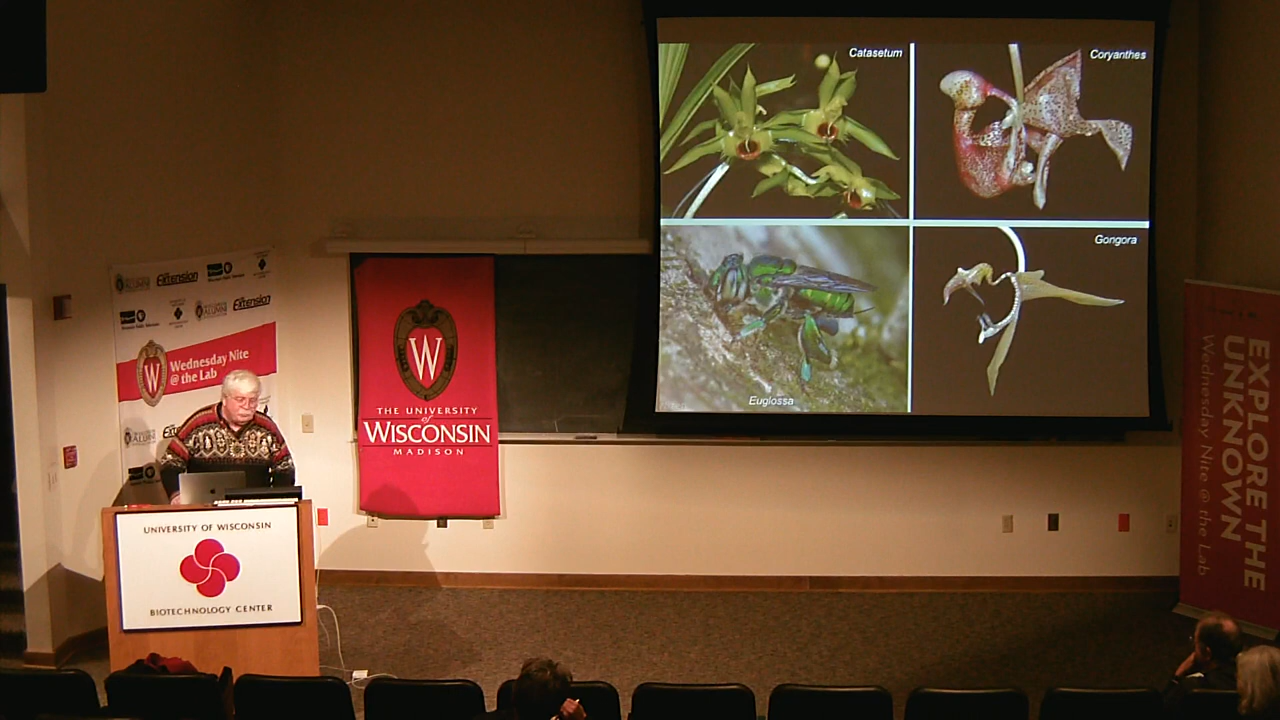 Catasetum
Coryanthes
Euglossa
Gongora
Extension
Extension
Wednesday Nite
@ the Lab
W
THE UNIVERSITY
of
WISCONSIN
MADISON
UNIVERSITY OF WISCONSIN
BIOTECHNOLOGY CENTER
EXPLORE THE
UNKNOWN
Wednesday Nite @ the Lab